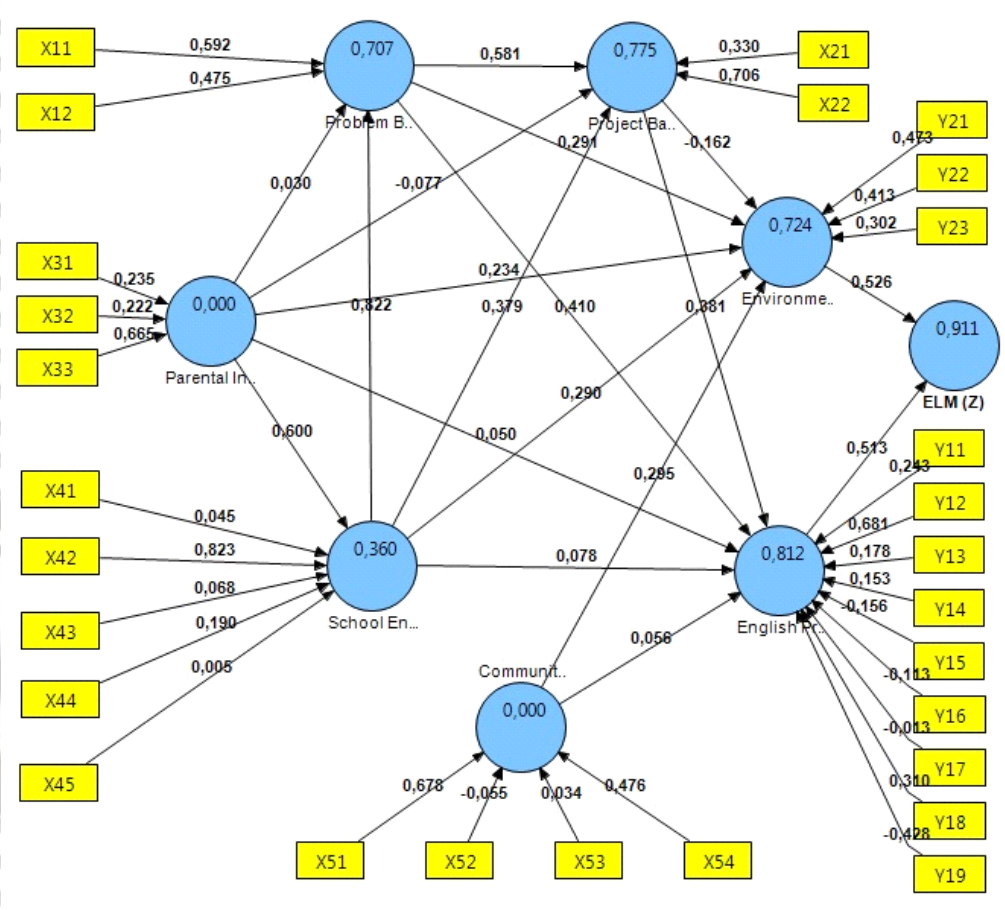 X11
0,592
0,707
0,581
0,775
0,330
X21
X12
0,475
Problem B..
Project Ba..
0,706
X22
0,291
-0,162
0,473
Y21
0,030
-0,077
0,413
Y22
0,724
0,302
Y23
X31
0,235
0,234
Environme..
0,526
X32
0,222
0,000
0,822
0,379
0,410
0,381
0,911
X33
0,665
Parental In..
0,290
ELM (Z)
0,600
0,050
0,295
0,513
Y11
0,243
X41
0,045
Y12
0,681
X42
0,823
0,360
0,078
0,812
0,178
Y13
0,068
0,153
Y14
X43
0,190
School En..
0,056
English Pr..
-0,156
Y15
0,005
Communit..
-0,113
X44
0,000
Y16
-0,013
X45
0,678
-0,055
0,034
0,476
Y17
0,310
Y18
-0,428
X51
X52
X53
X54
Y19